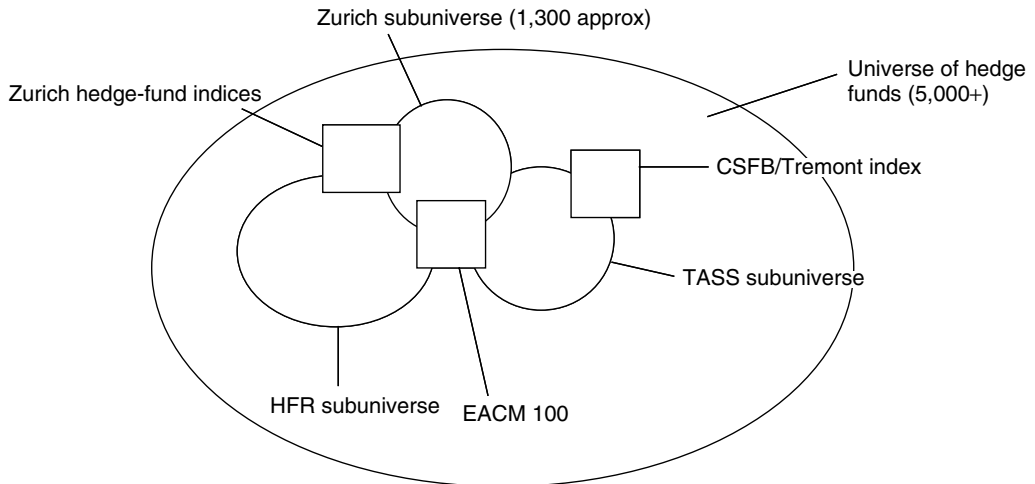 Zurich subuniverse (1,300 approx)
Universe of hedge
funds (5,000+)
Zurich hedge-fund indices
CSFB/Tremont index
TASS subuniverse
HFR subuniverse
EACM 100